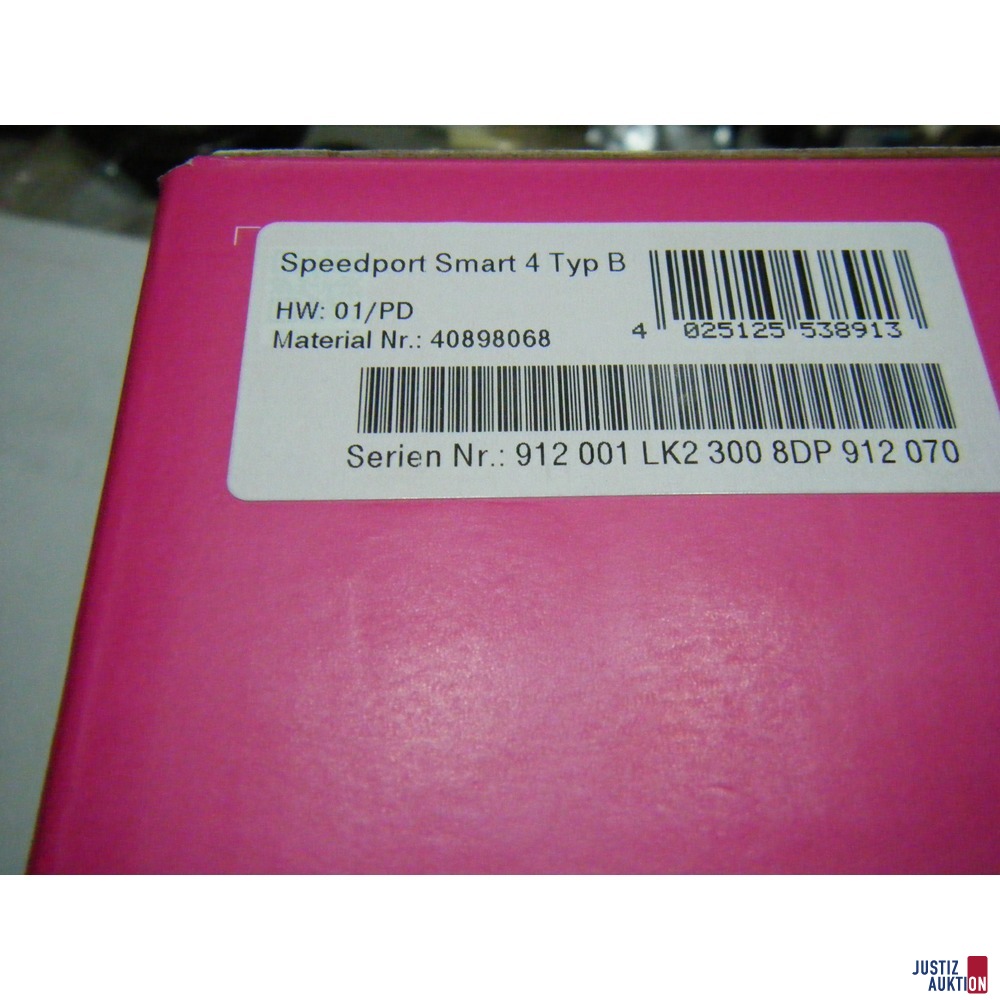 Speedport Smart 4 Typ B
HW: 01/PD
Material Nr.: 40898068
4 025125 538913
Serien Nr.: 912 001 LK2 300 8DP 912 070
JUSTIZ
AUKTION